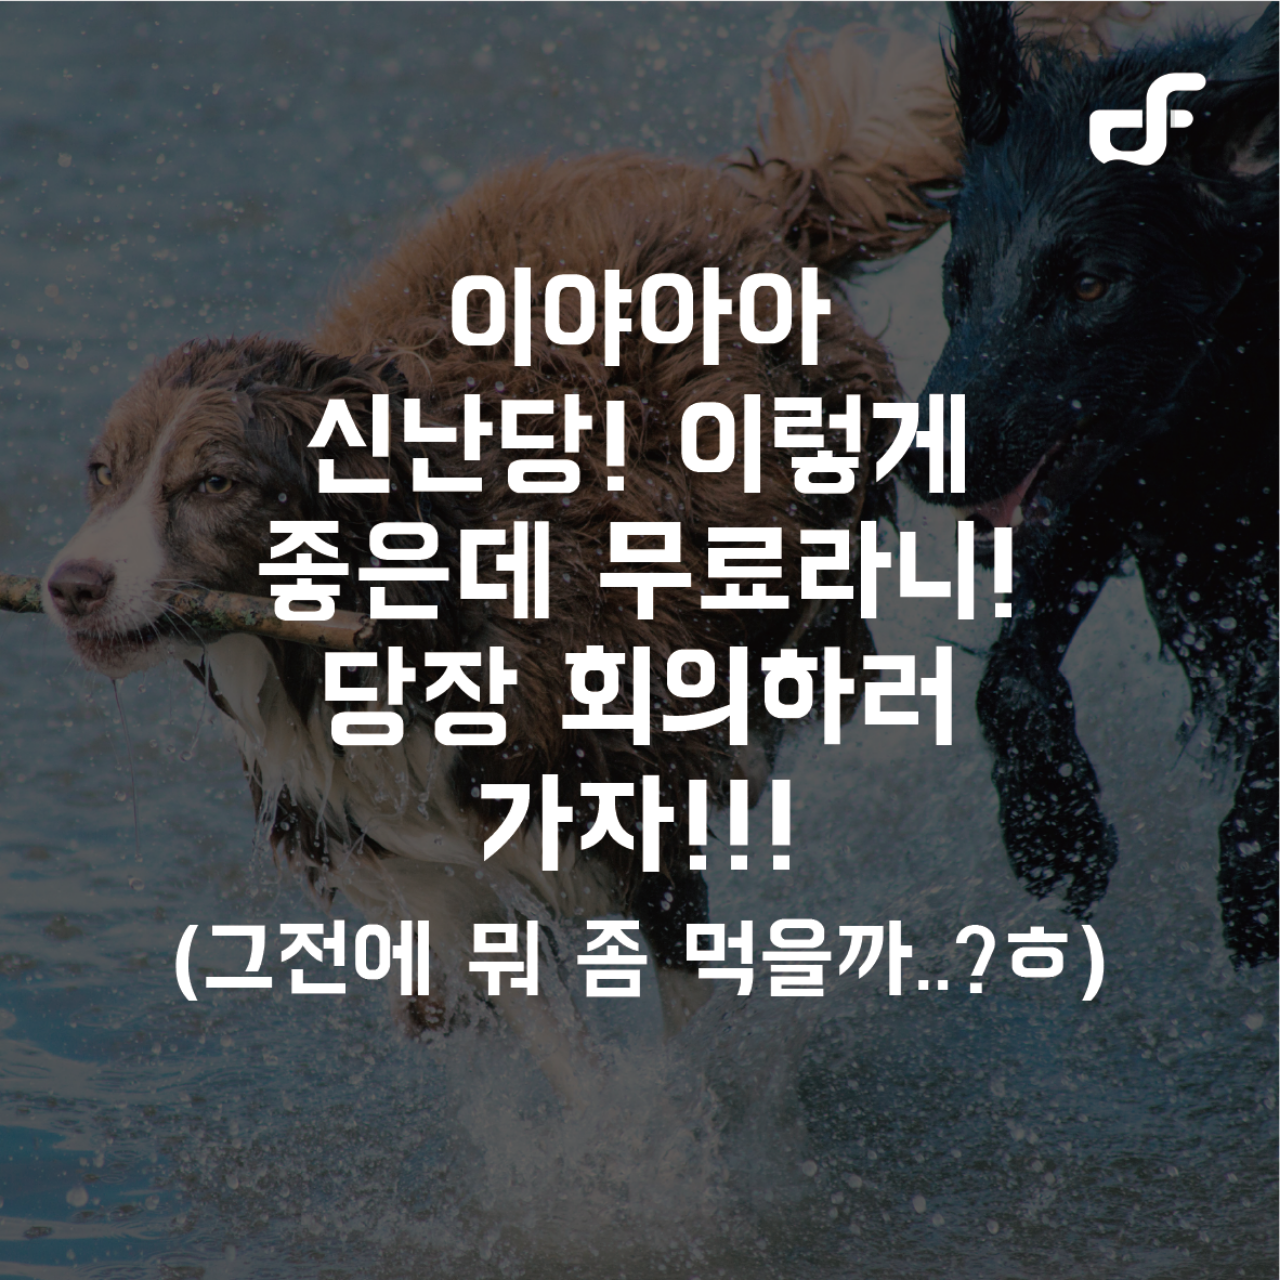 이야아아
신난당! 이렇게
좋은데 무료라니!
당장 회의하러
가자!!!
(그전에 뭐 좀 먹을까..?ㅎ)